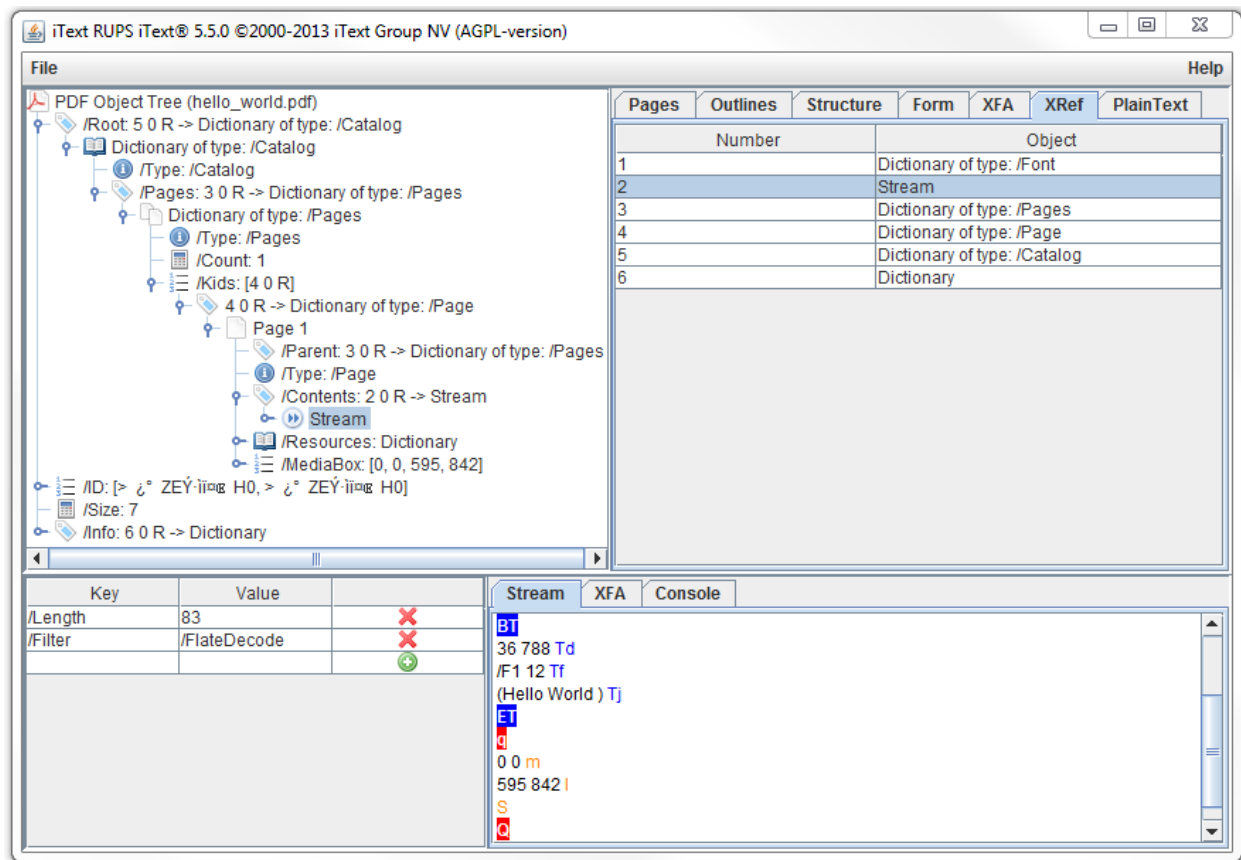 iText RUPS iText® 5.5.0 ©2000-2013 iText Group NV (AGPL-version)
File Help
PDF Object Tree (hello_world.pdf)
/Root: 5 0 R -> Dictionary of type: /Catalog
Dictionary of type: /Catalog
/Type: /Catalog
/Pages: 3 0 R -> Dictionary of type: /Pages
Dictionary of type: /Pages
/Type: /Pages
/Count: 1
/Kids: [4 0 R]
4 0 R -> Dictionary of type: /Page
Page 1
/Parent: 3 0 R -> Dictionary of type: /Pages
/Type: /Page
/Contents: 2 0 R -> Stream
Stream
/Resources: Dictionary
/MediaBox: [0, 0, 595, 842]
/ID: [> ¿° ZEÝ·ìï¤Œ H0, > ¿° ZEÝ·ìï¤Œ H0]
/Size: 7
/Info: 6 0 R -> Dictionary
Pages Outlines Structure Form XFA XRef PlainText
Number Object
1 Dictionary of type: /Font
2 Stream
3 Dictionary of type: /Pages
4 Dictionary of type: /Page
5 Dictionary of type: /Catalog
6 Dictionary
Key Value
/Length 83
/Filter /FlateDecode
Stream XFA Console
BT
36 788 Td
/F1 12 Tf
(Hello World ) Tj
ET
q
0 0 m
595 842 l
S
Q